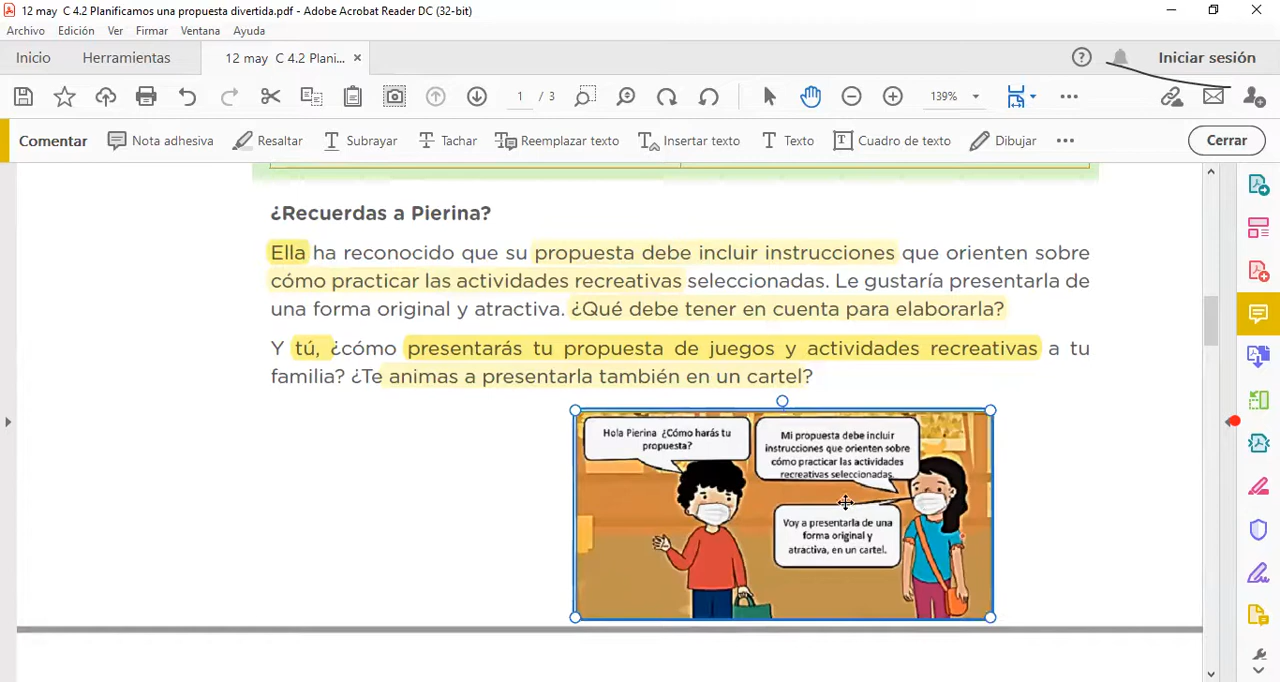 12 may  C 4.2 Planificamos una propuesta divertida.pdf - Adobe Acrobat Reader DC (32-bit)
Archivo Edición Ver Firmar Ventana Ayuda
Inicio Herramientas 12 may  C 4.2 Plani... × Iniciar sesión
1 / 3 139%
Comentar Nota adhesiva Resaltar Subrayar Tachar Reemplazar texto Insertar texto Texto Cuadro de texto Dibujar Cerrar
¿Recuerdas a Pierina?
Ella ha reconocido que su propuesta debe incluir instrucciones que orienten sobre
cómo practicar las actividades recreativas seleccionadas. Le gustaría presentarla de
una forma original y atractiva. ¿Qué debe tener en cuenta para elaborarla?
Y tú, ¿cómo presentarás tu propuesta de juegos y actividades recreativas a tu
familia? ¿Te animas a presentarla también en un cartel?
Hola Pierina ¿Cómo harás tu
propuesta?
Mi propuesta debe incluir
instrucciones que orienten sobre
cómo practicar las actividades
recreativas seleccionadas.
Voy a presentarla de una
forma original y
atractiva, en un cartel.